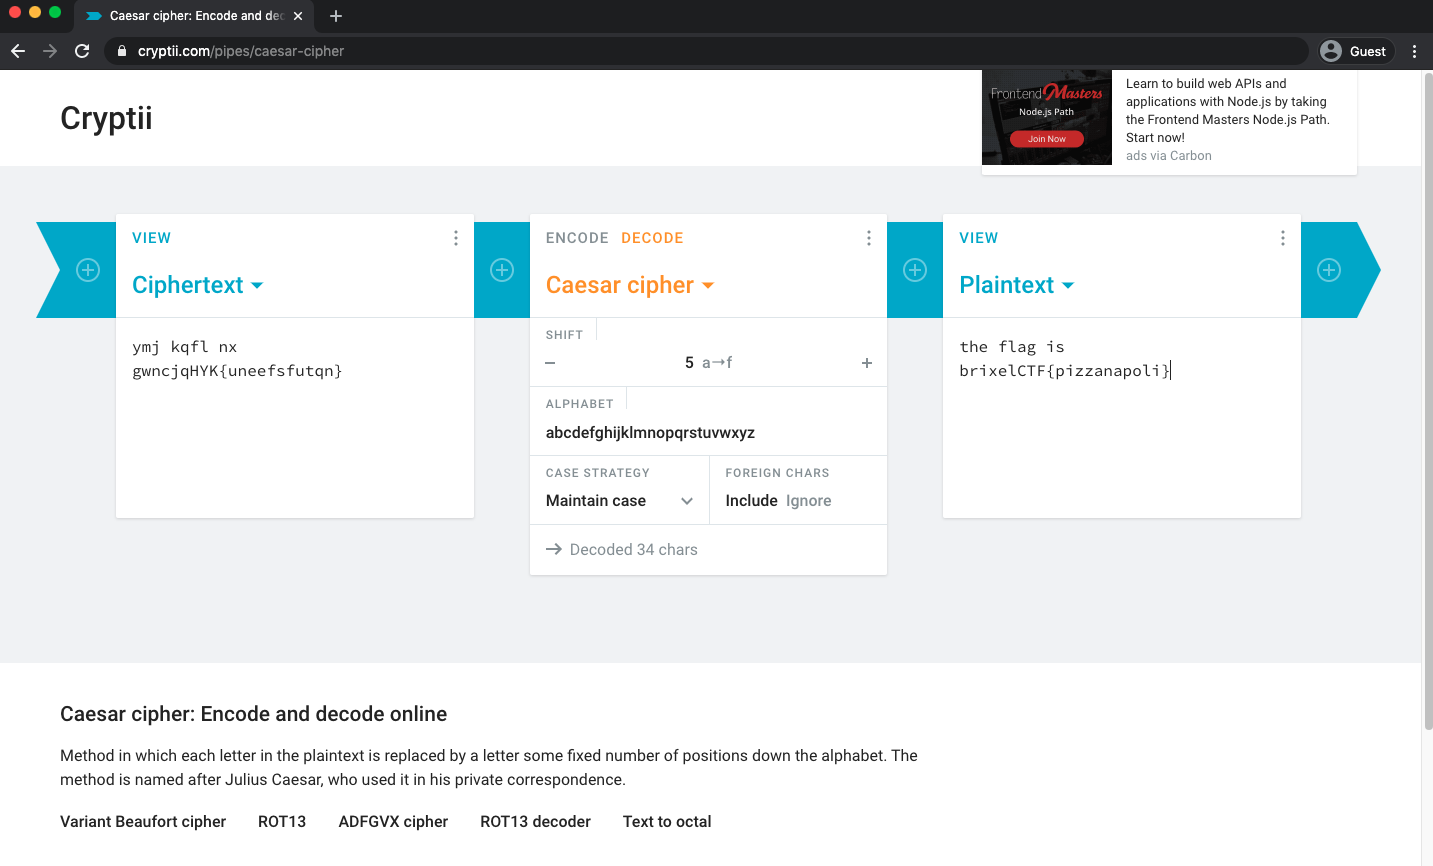 Caesar cipher: Encode and dec
cryptii.com/pipes/caesar-cipher
Guest
Cryptii
Frontend Masters
Node.js Path
Join Now
Learn to build web APIs and
applications with Node.js by taking
the Frontend Masters Node.js Path.
Start now!
ads via Carbon
VIEW
Ciphertext
ymj kqfl nx
gwncjqHYK{uneefsfutqn}
ENCODE DECODE
Caesar cipher
SHIFT
− 5 a→f +
ALPHABET
abcdefghijklmnopqrstuvwxyz
CASE STRATEGY
Maintain case
FOREIGN CHARS
Include Ignore
→ Decoded 34 chars
VIEW
Plaintext
the flag is
brixelCTF{pizzanapoli}
Caesar cipher: Encode and decode online
Method in which each letter in the plaintext is replaced by a letter some fixed number of positions down the alphabet. The
method is named after Julius Caesar, who used it in his private correspondence.
Variant Beaufort cipher ROT13 ADFGVX cipher ROT13 decoder Text to octal